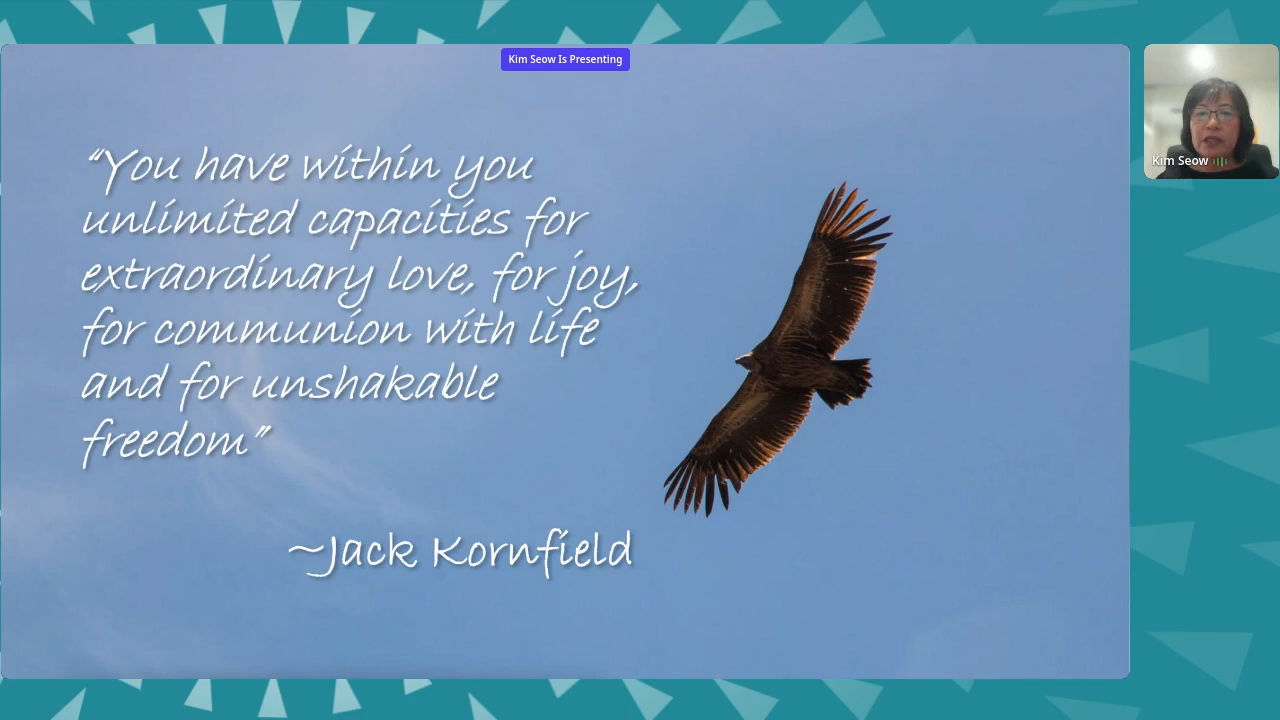 Kim Seow Is Presenting
“You have within you
unlimited capacities for
extraordinary love, for joy,
for communion with life
and for unshakable
freedom”
~Jack Kornfield
Kim Seow